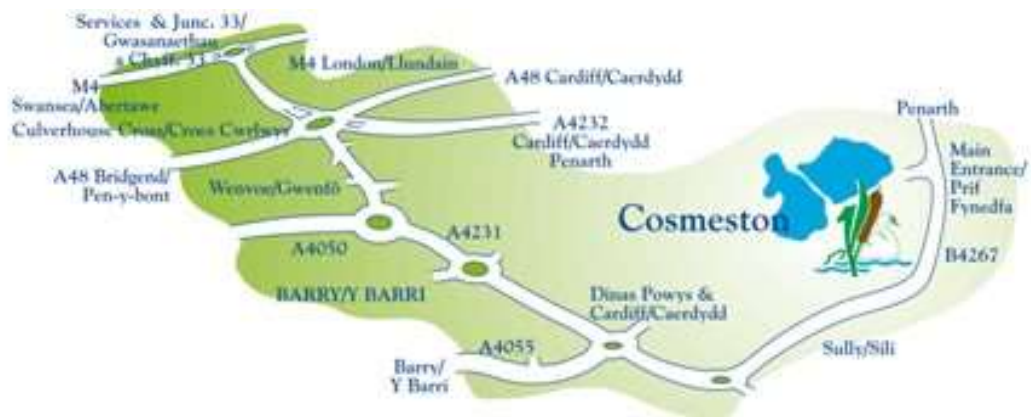 Services & Junc. 33/
Gwasanaethau
a Chyff. 33
M4 London/Llundain
M4
Swansea/Abertawe
A48 Cardiff/Caerdydd
Culverhouse Cross/Croes Cwrlwys
A4232
Cardiff/Caerdydd
Penarth
Penarth
Main
Entrance/
Prif
Fynedfa
A48 Bridgend/
Pen-y-bont
Wenvoe/Gwenfô
Cosmeston
A4050
A4231
B4267
BARRY/Y BARRI
Dinas Powys &
Cardiff/Caerdydd
A4055
Sully/Sili
Barry/
Y Barri